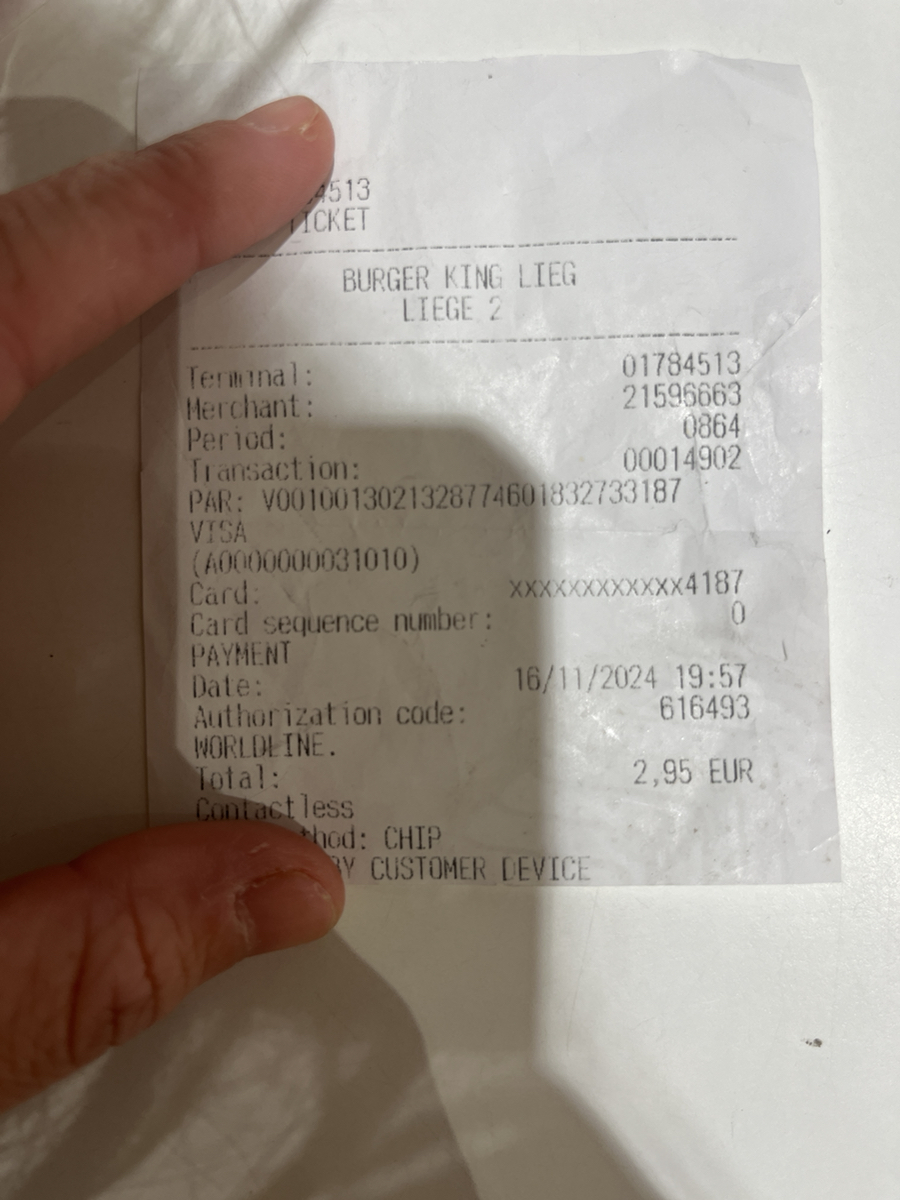 4513
TICKET
BURGER KING LIEG
LIEGE 2
Terminal: 01784513
Merchant: 21596663
Period: 0864
Transaction: 00014902
PAR: V0010013021328774601832733187
VISA
(A0000000031010)
Card: xxxxxxxxxxxx4187
Card sequence number: 0
PAYMENT
Date: 16/11/2024 19:57
Authorization code: 616493
WORLDLINE.
Total: 2,95 EUR
Contactless
thod: CHIP
BY CUSTOMER DEVICE